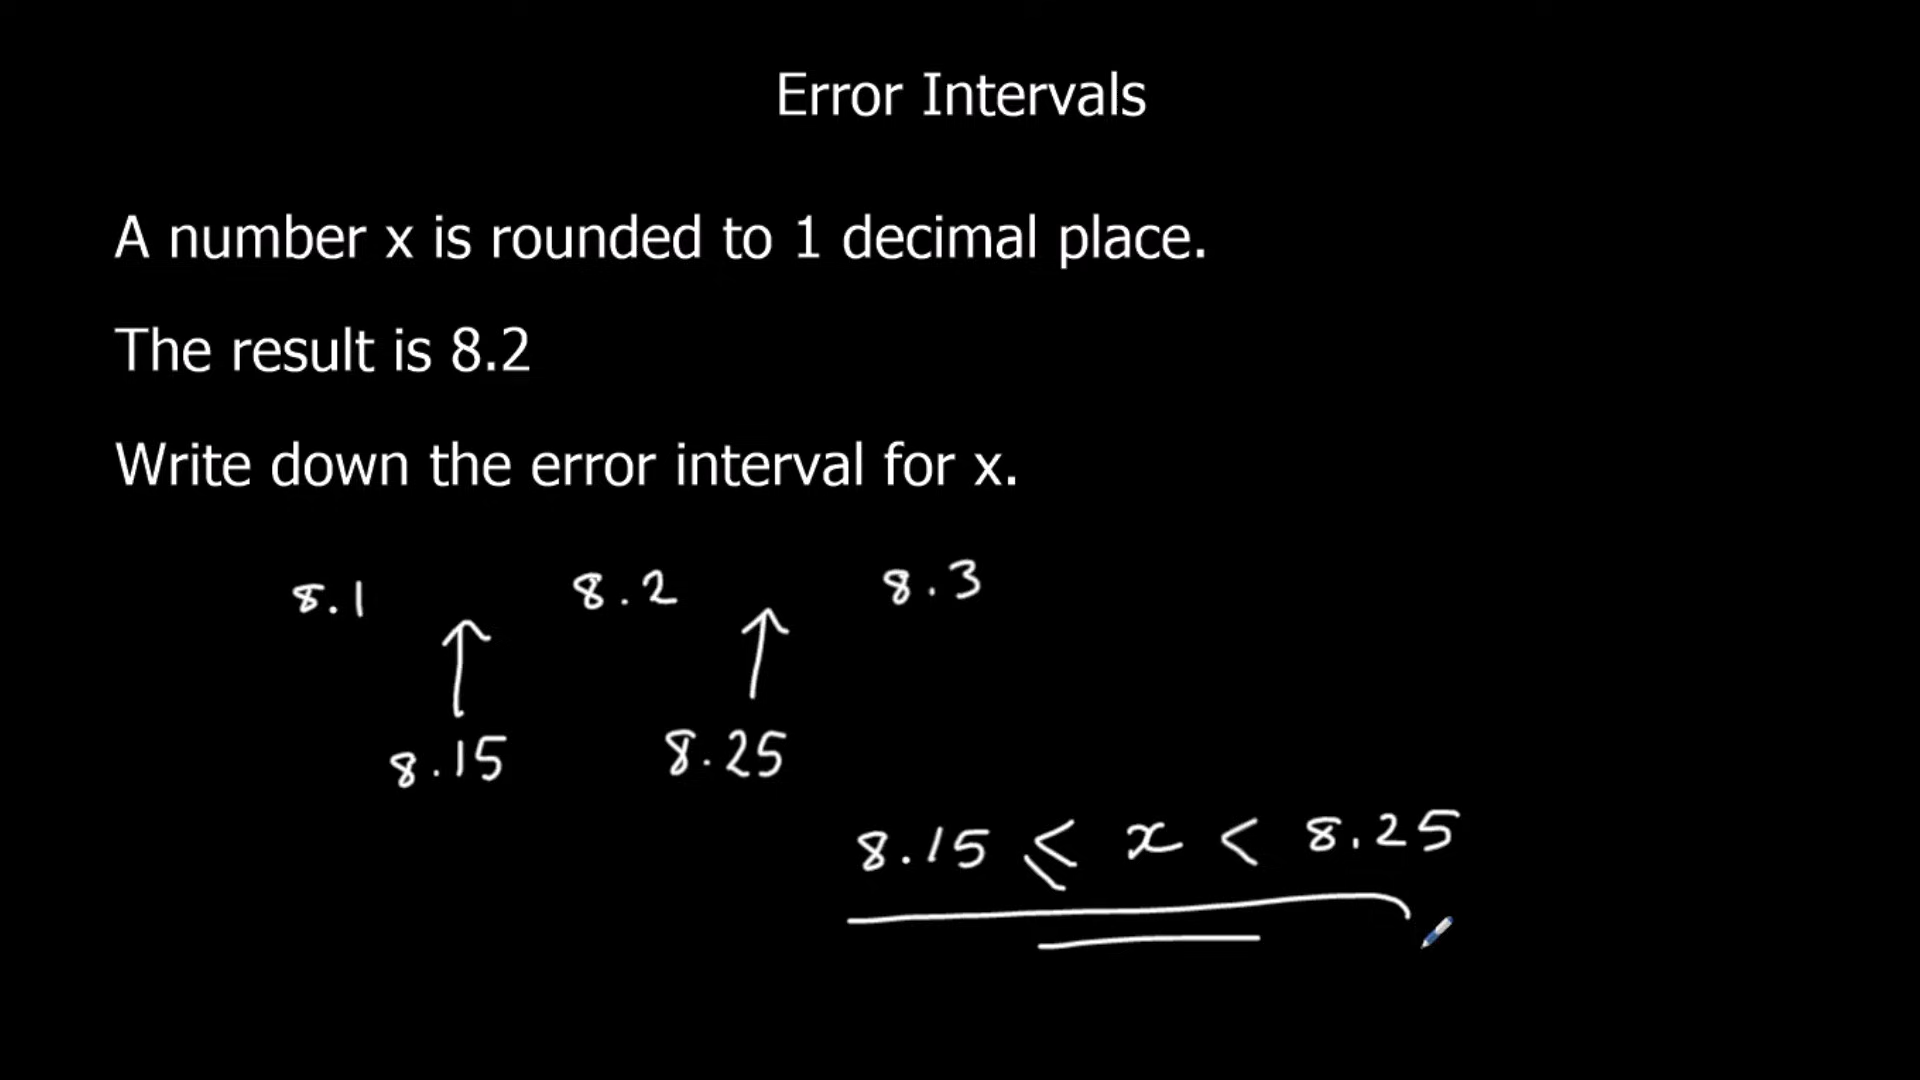 Error Intervals
A number x is rounded to 1 decimal place.
The result is 8.2
Write down the error interval for x.
8.1 8.2 8.3
8.15 8.25
8.15 ≤ x < 8.25